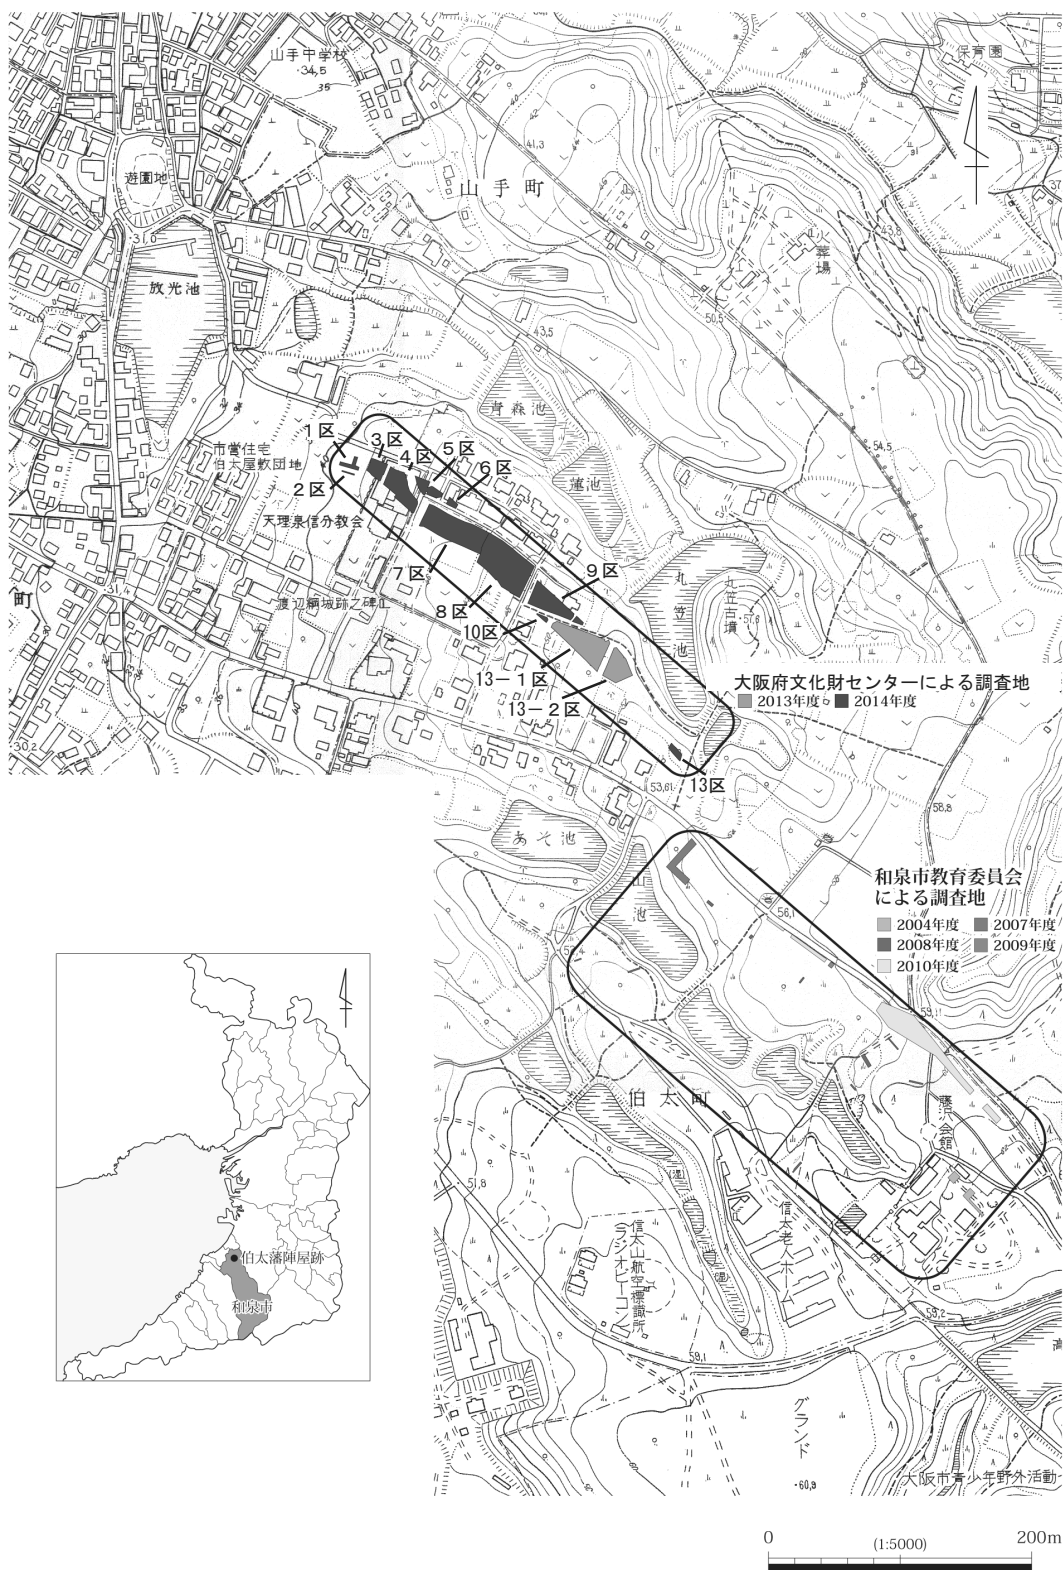 山手中学校
34,5
35
保育園
遊園地
41,3
山手町
火葬場
43,8
31,0
放光池
50,5
43,5
青森池
54,5
1区
3区
4区
5区
6区
市営住宅
伯太屋敷団地
2区
蓮池
天理泉信分教会
7区
9区
丸笠池
丸笠古墳
町
31,4
渡辺綱城跡之碑
8区
10区
13-1区
13-2区
大阪府文化財センターによる調査地
2013年度
2014年度
30,2
53,61
13区
58,8
あそ池
山池
和泉市教育委員会
による調査地
2004年度
2007年度
2008年度
2009年度
2010年度
56,1
伯太町
会館
51,8
(湿)
信太山航空標識所
(ラジオビーコン)
(湿)
信太老人ホーム
伯太藩陣屋跡
和泉市
59,2
59,1
グランド
60,9
大阪市青少年野外活動
0
(1:5000)
200m